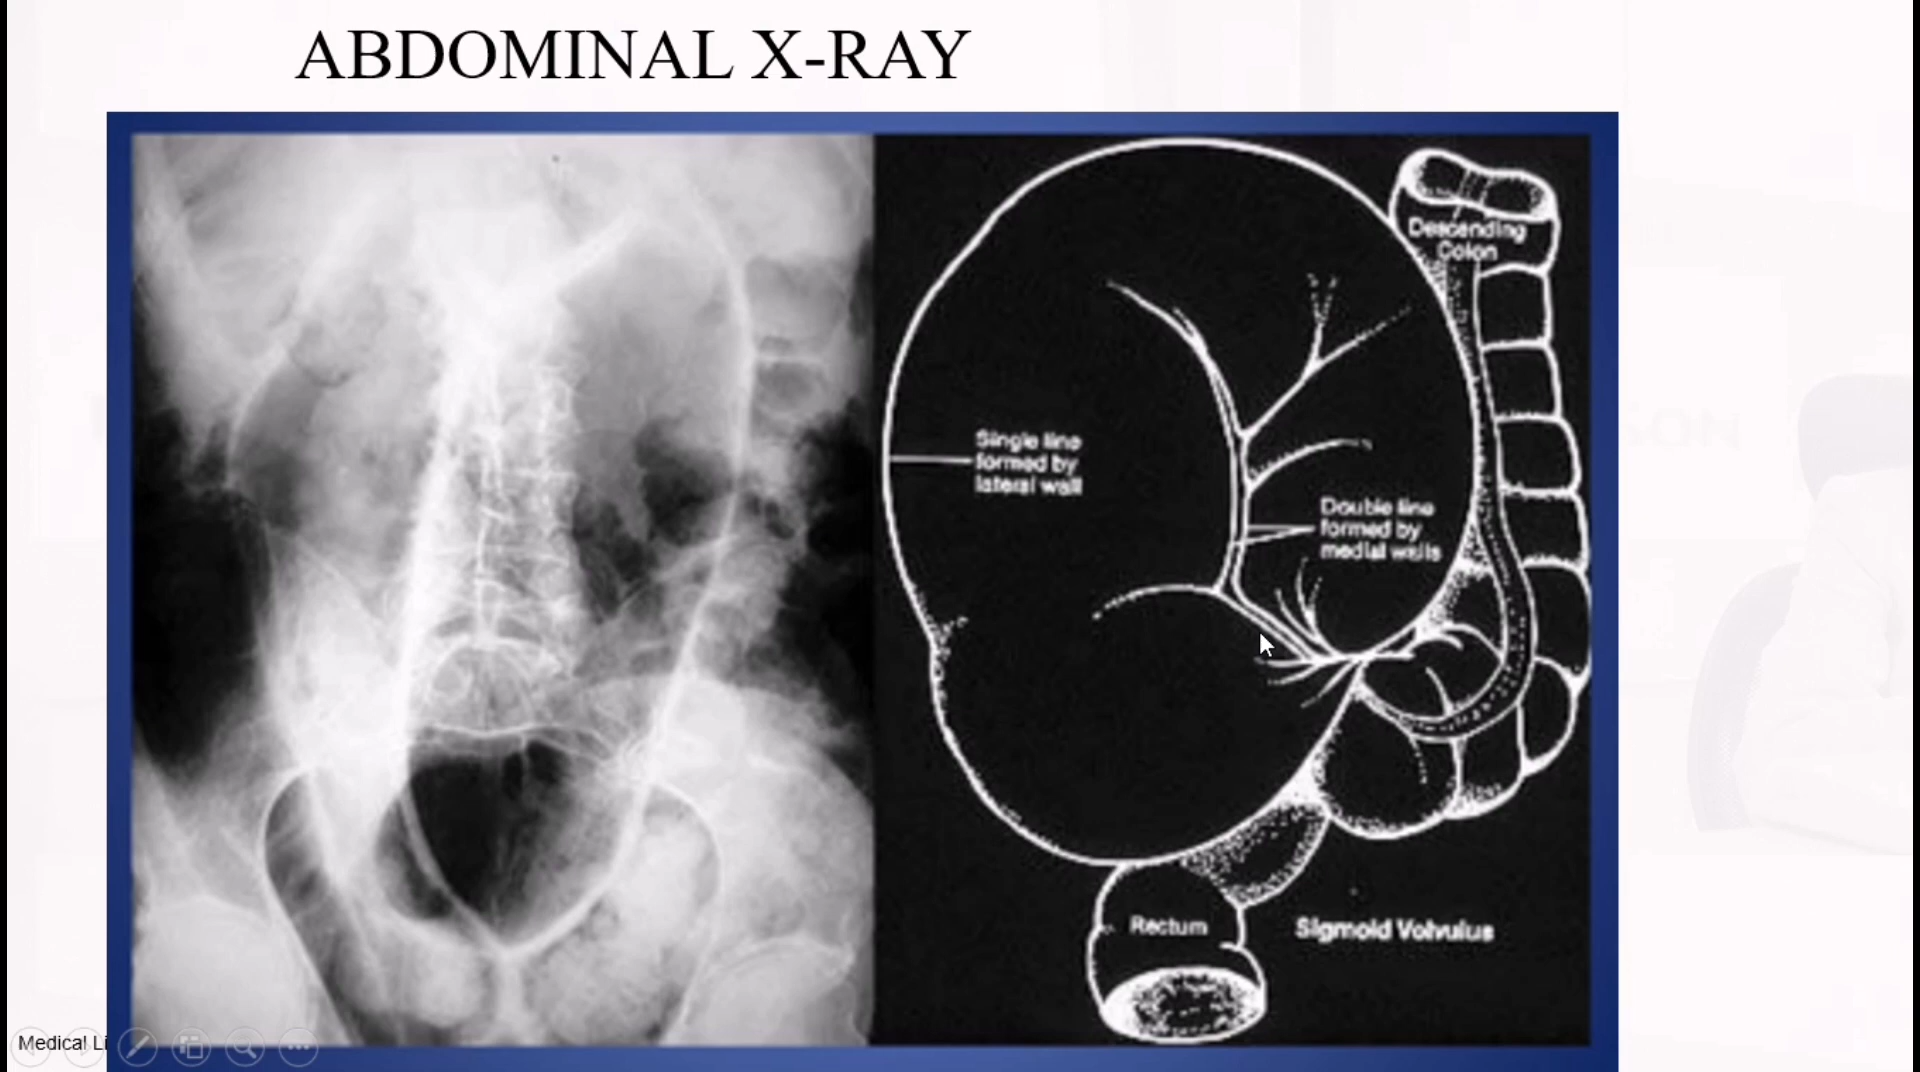 ABDOMINAL X-RAY
Descending
Colon
Single line
formed by
lateral wall
Double line
formed by
medial walls
Rectum
Sigmoid Volvulus
Medical Li